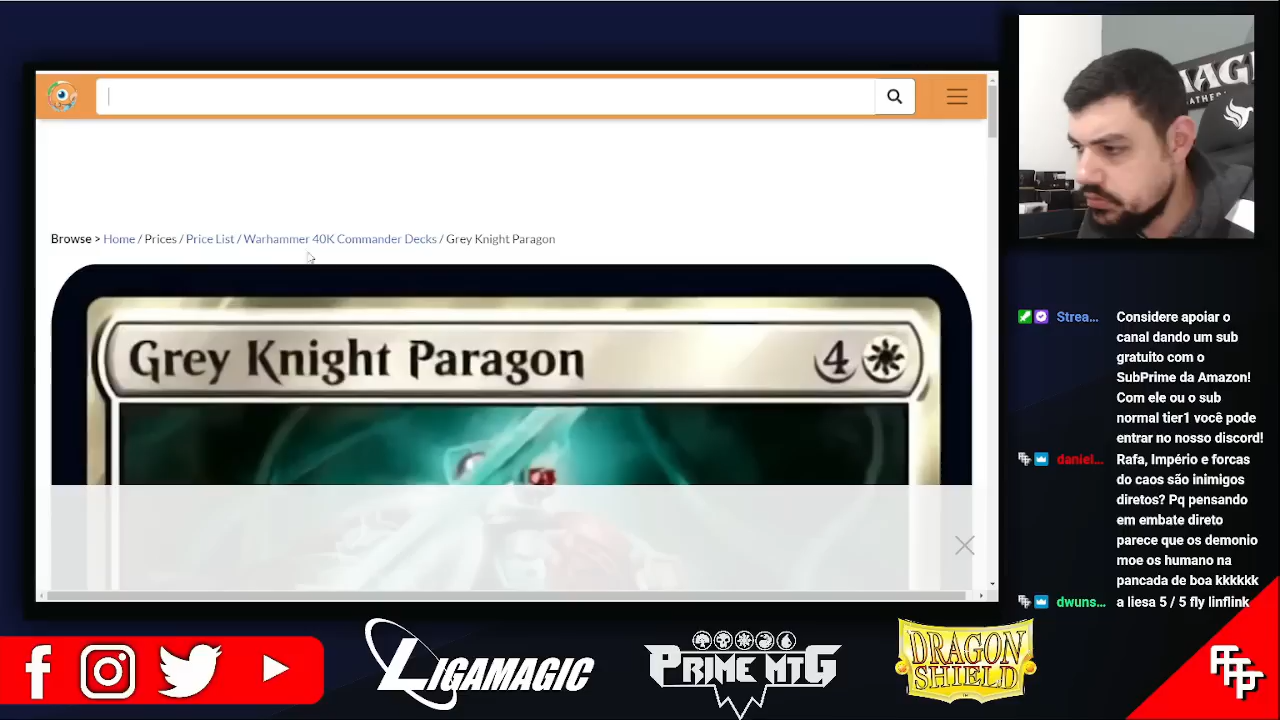 Browse > Home / Prices / Price List / Warhammer 40K Commander Decks / Grey Knight Paragon
Grey Knight Paragon 4
MAGI
GATHER
Strea... Considere apoiar o
canal dando um sub
gratuito com o
SubPrime da Amazon!
Com ele ou o sub
normal tier1 você pode
entrar no nosso discord!
daniel... Rafa, Império e forcas
do caos são inimigos
diretos? Pq pensando
em embate direto
parece que os demonio
moe os humano na
pancada de boa kkkkkk
dwuns... a liesa 5 / 5 fly linflink
LIGAMAGIC
PRIME MTG
DRAGON
SHIELD